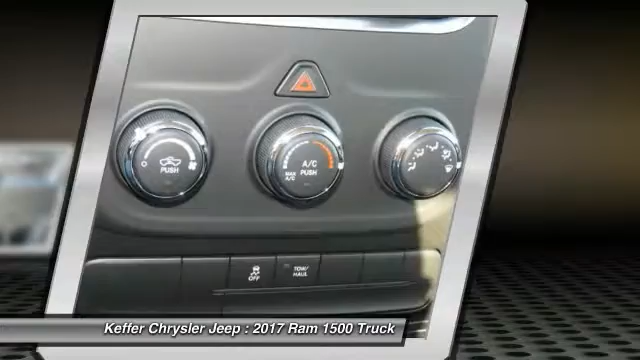 PUSH
A/C
PUSH
MAX
A/C
OFF
TOW/
HAUL
Keffer Chrysler Jeep : 2017 Ram 1500 Truck